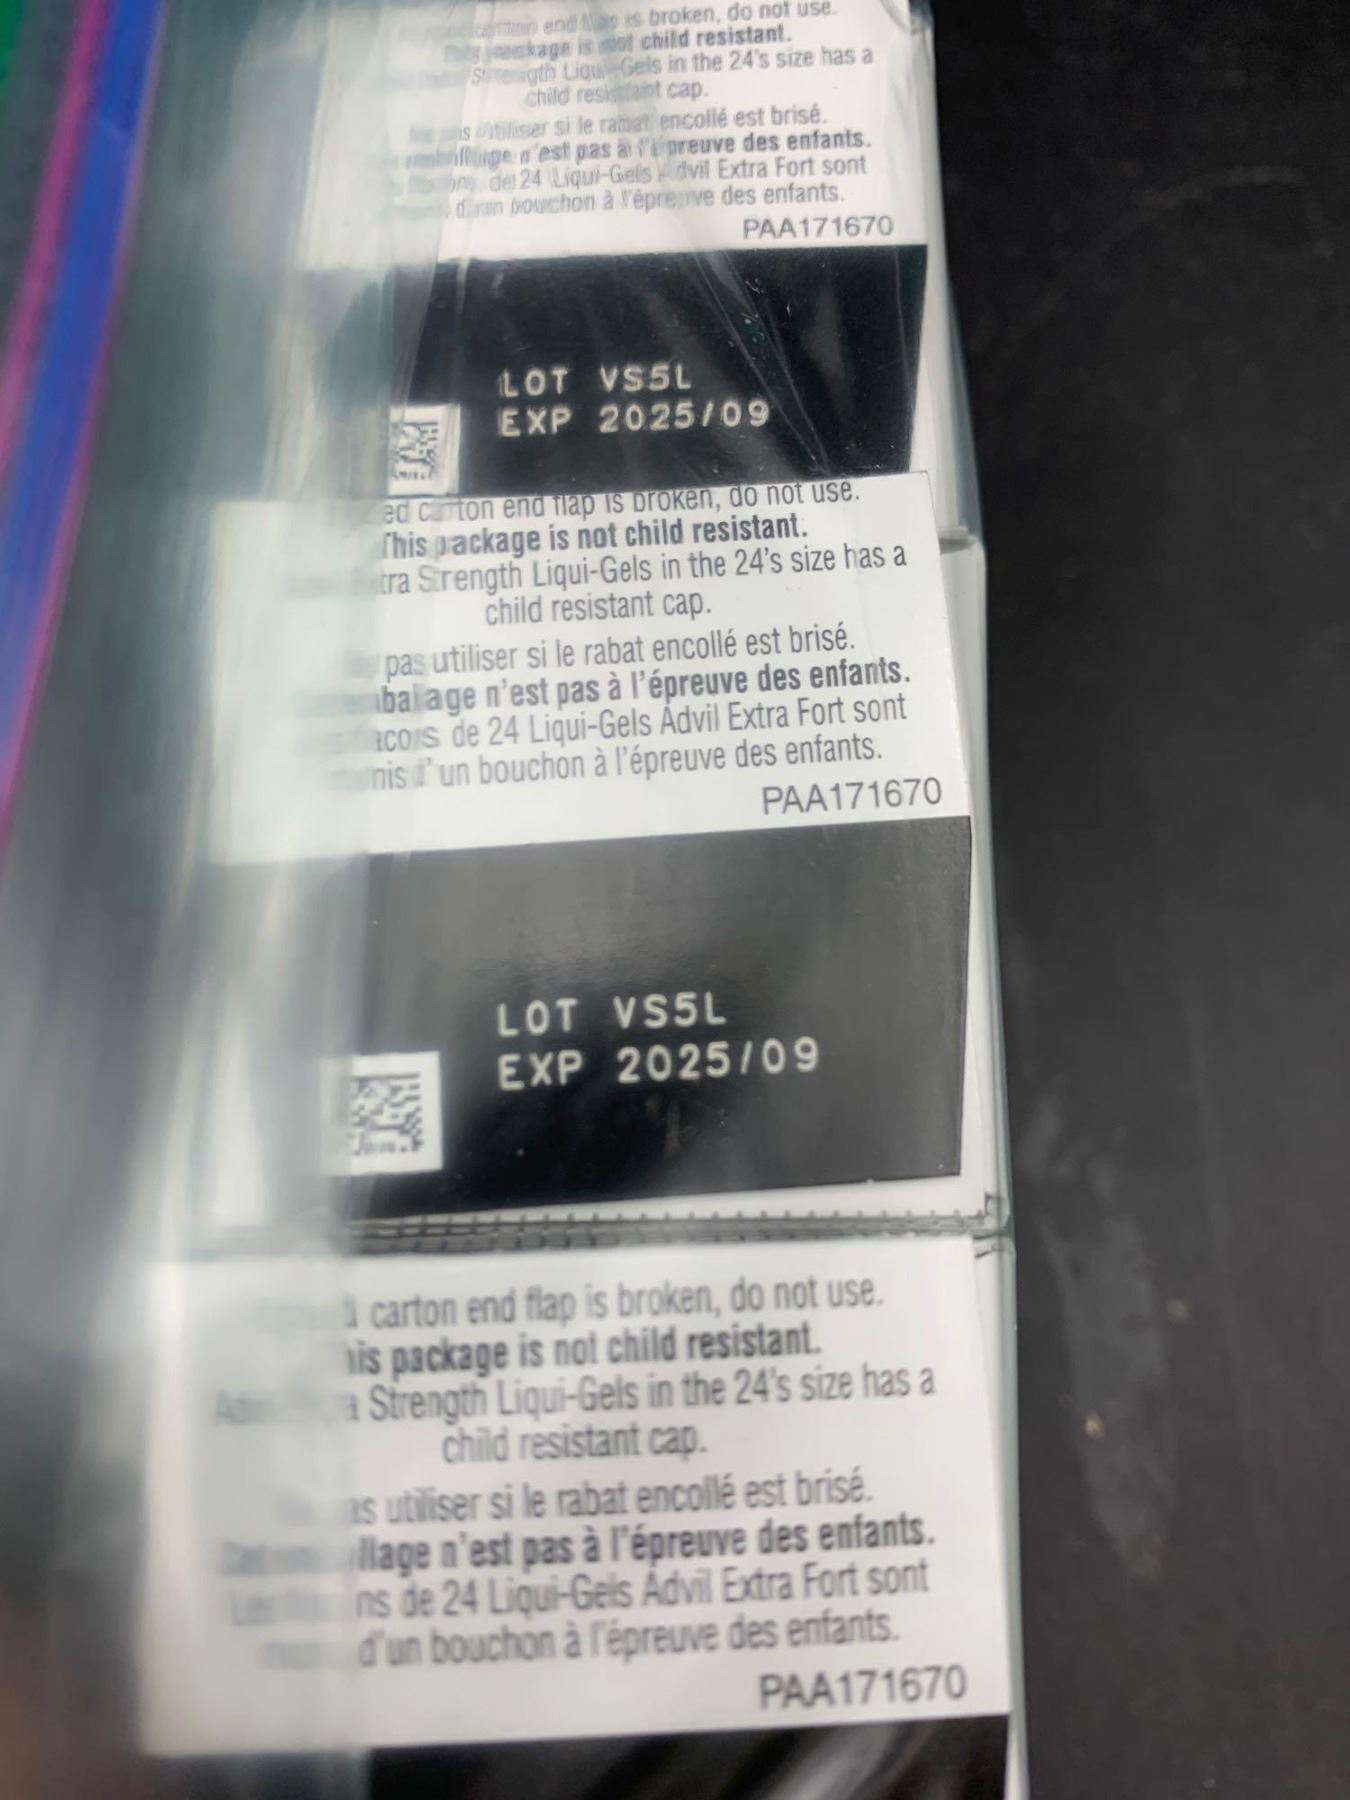 carton end flap is broken, do not use.
This package is not child resistant.
Strength Liqui-Gels in the 24's size has a
child resistant cap.
utiliser si le rabat encollé est brisé.
n'est pas à l'épreuve des enfants.
de 24 Liqui-Gels Advil Extra Fort sont
d'un bouchon à l'épreuve des enfants.
PAA171670
LOT VS5L
EXP 2025/09
carton end flap is broken, do not use.
This package is not child resistant.
Strength Liqui-Gels in the 24's size has a
child resistant cap.
pas utiliser si le rabat encollé est brisé.
n'est pas à l'épreuve des enfants.
de 24 Liqui-Gels Advil Extra Fort sont
d'un bouchon à l'épreuve des enfants.
PAA171670
LOT VS5L
EXP 2025/09
carton end flap is broken, do not use.
package is not child resistant.
Strength Liqui-Gels in the 24's size has a
child resistant cap.
utiliser si le rabat encollé est brisé.
n'est pas à l'épreuve des enfants.
de 24 Liqui-Gels Advil Extra Fort sont
d'un bouchon à l'épreuve des enfants.
PAA171670